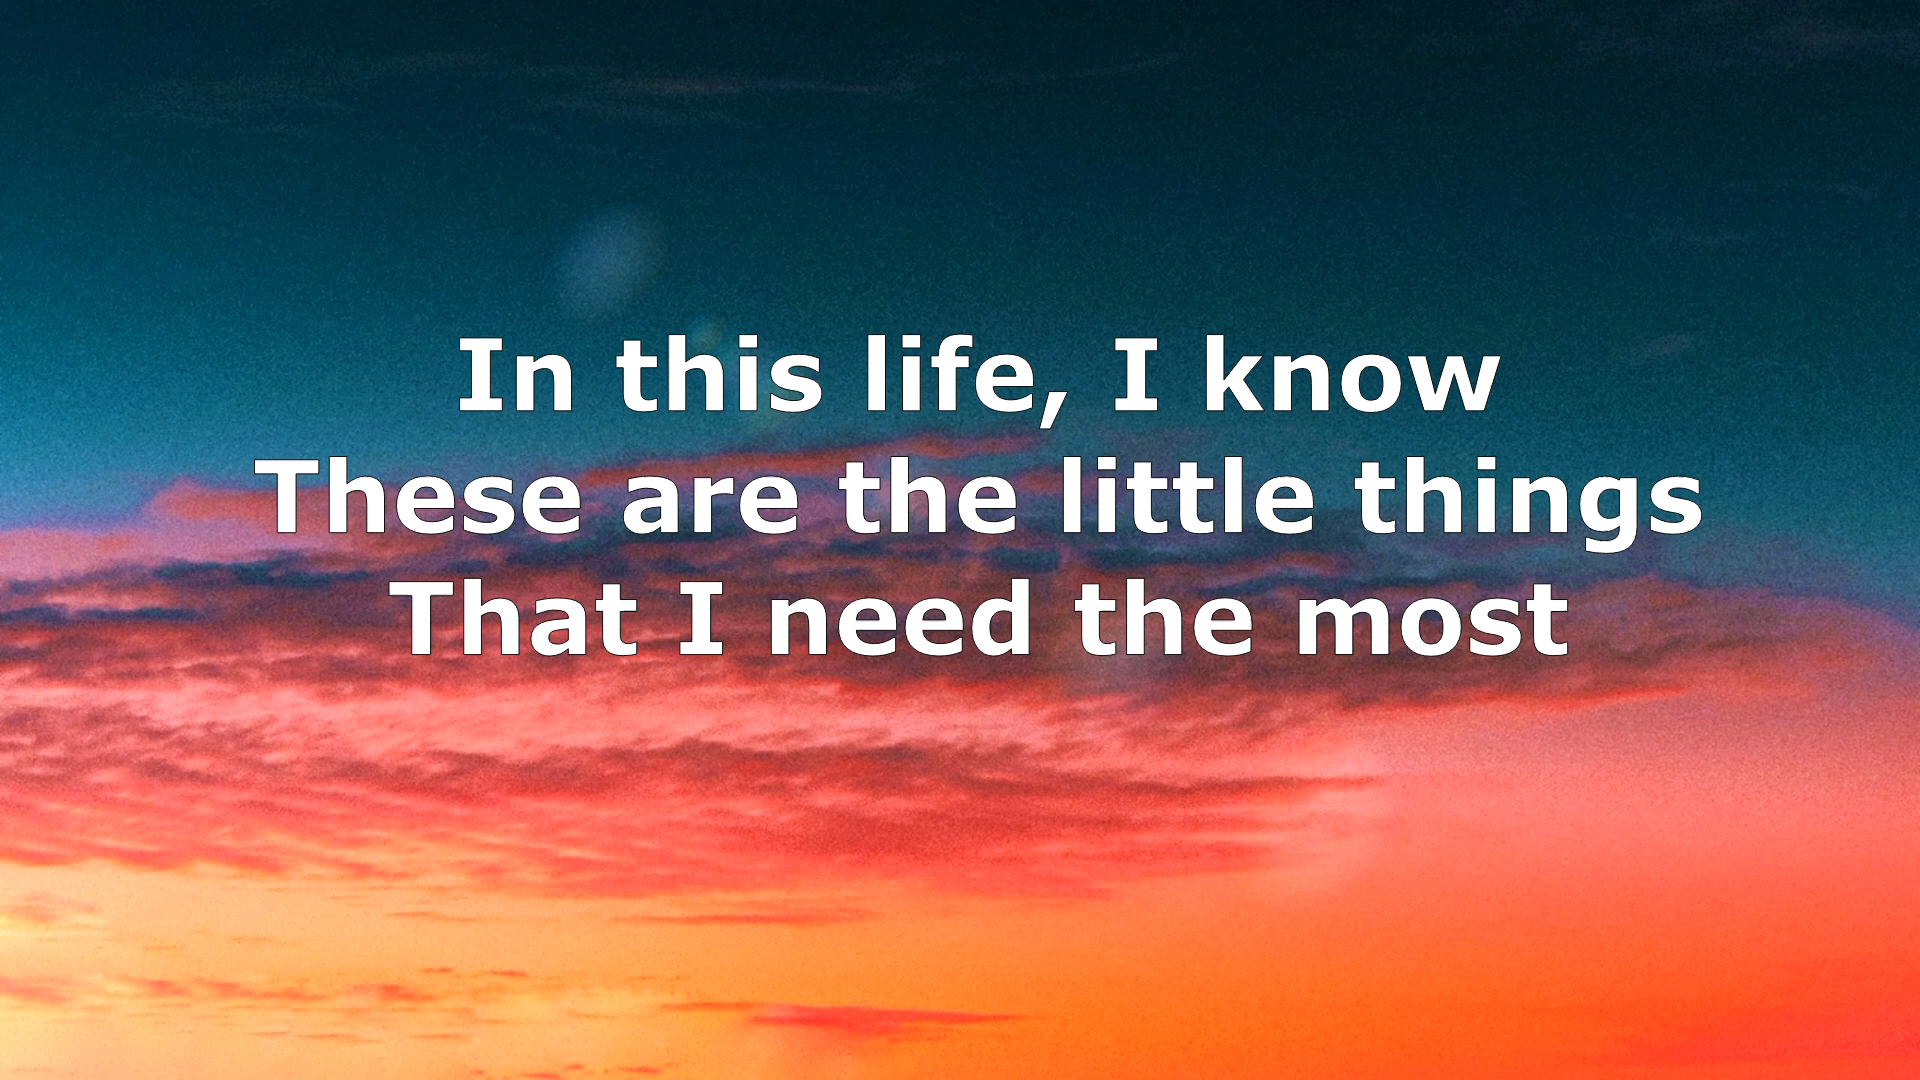 In this life, I know
These are the little things
That I need the most